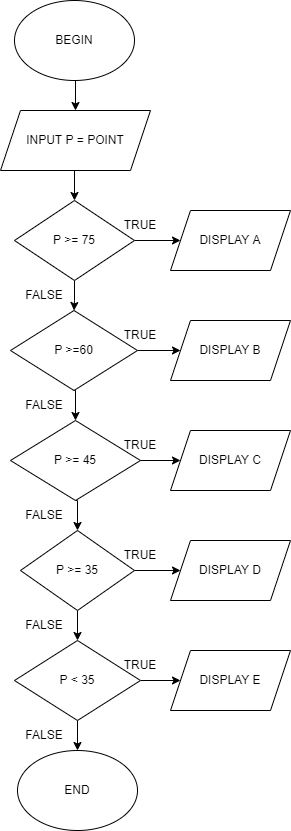 BEGIN
INPUT P = POINT
P >= 75
TRUE
DISPLAY A
FALSE
P >=60
TRUE
DISPLAY B
FALSE
P >= 45
TRUE
DISPLAY C
FALSE
P >= 35
TRUE
DISPLAY D
FALSE
P < 35
TRUE
DISPLAY E
FALSE
END